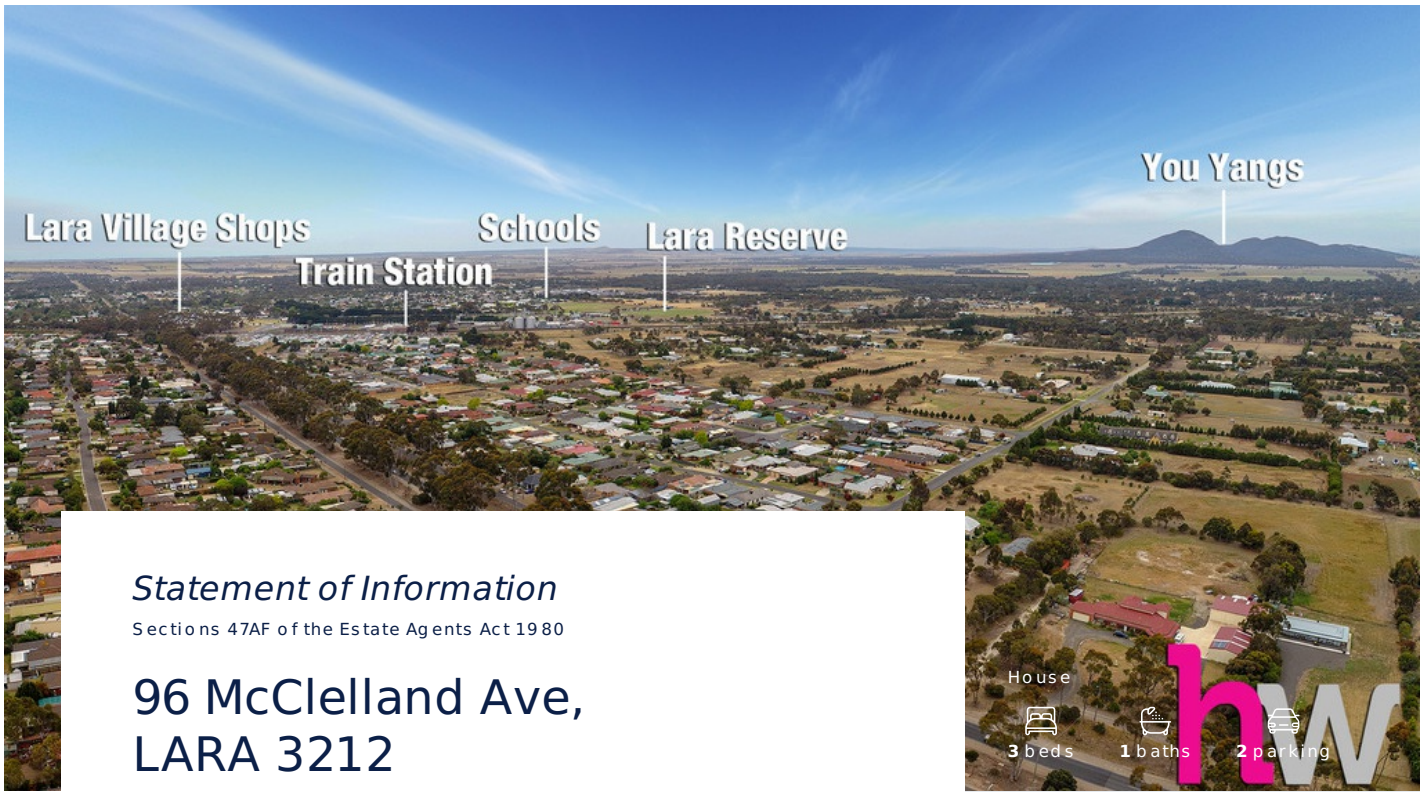 You Yangs
Lara Village Shops
Schools
Lara Reserve
Train Station
Statement of Information
Sections 47AF of the Estate Agents Act 1980
96 McClelland Ave,
LARA 3212
House
3 beds 1 baths 2 parking
hw